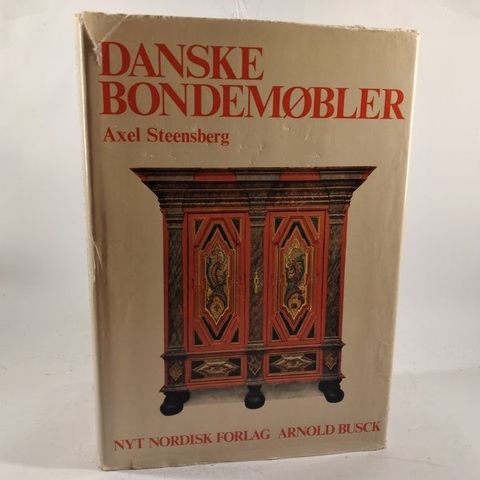 DANSKE
BONDEMØBLER
Axel Steensberg
NYT NORDISK FORLAG ARNOLD BUSCK